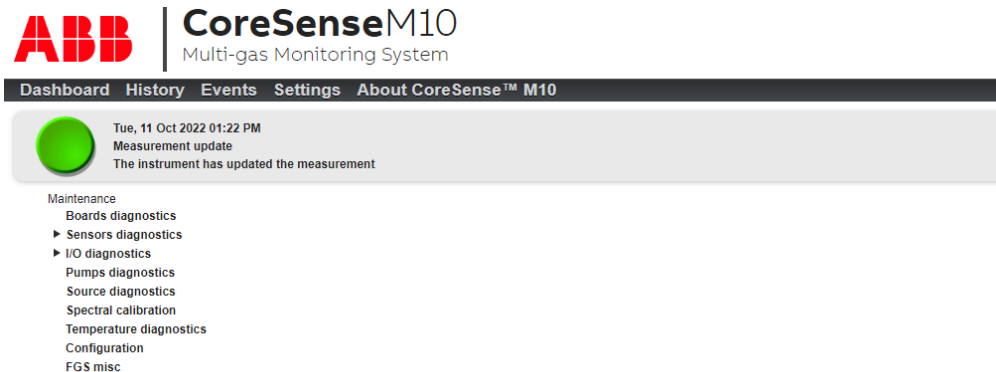 ABB
CoreSenseM10
Multi-gas Monitoring System
Dashboard History Events Settings About CoreSense™ M10
Tue, 11 Oct 2022 01:22 PM
Measurement update
The instrument has updated the measurement
Maintenance
Boards diagnostics
Sensors diagnostics
I/O diagnostics
Pumps diagnostics
Source diagnostics
Spectral calibration
Temperature diagnostics
Configuration
FGS misc